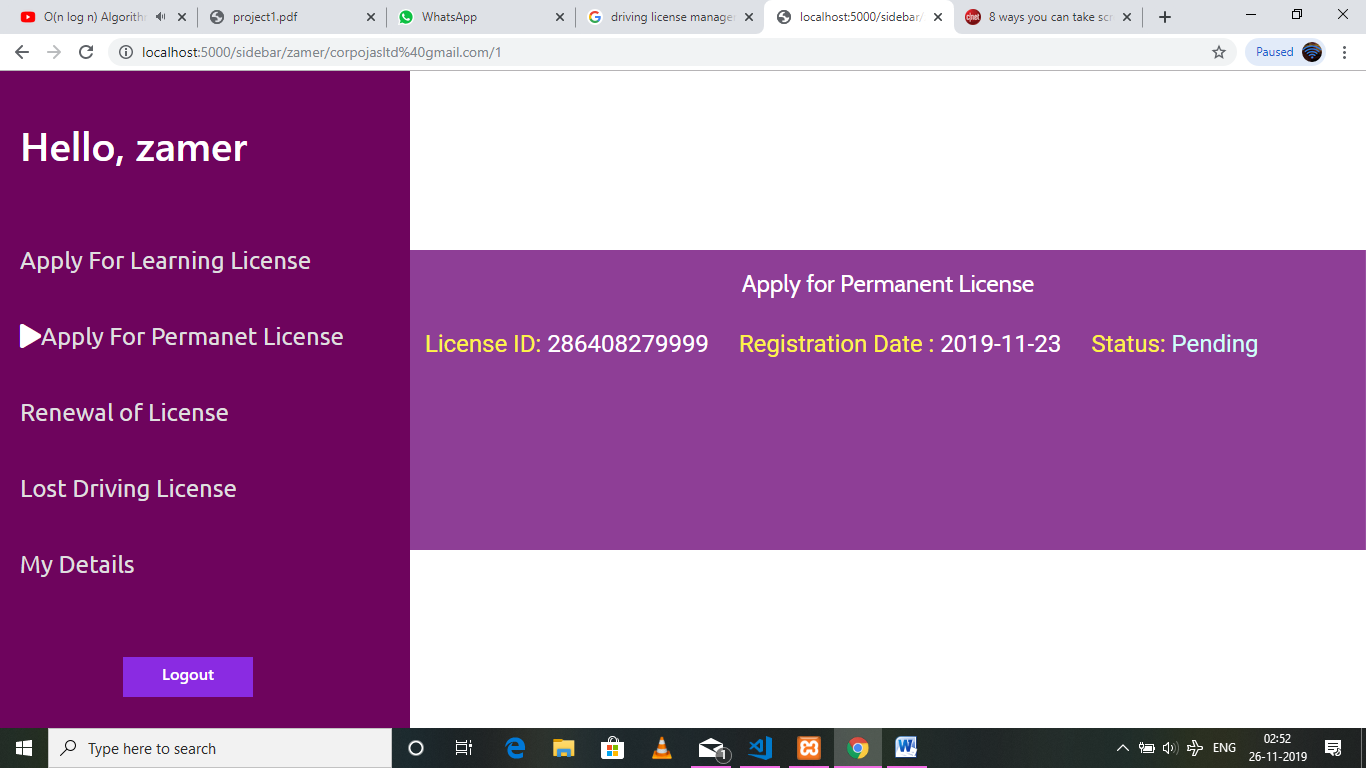 O(n log n) Algorithm
project1.pdf
WhatsApp
driving license manage
localhost:5000/sidebar/
8 ways you can take scr
localhost:5000/sidebar/zamer/corpojasltd%40gmail.com/1
Paused
Hello, zamer
Apply For Learning License
Apply For Permanet License
Renewal of License
Lost Driving License
My Details
Logout
Apply for Permanent License
License ID: 286408279999 Registration Date : 2019-11-23 Status: Pending
Type here to search
1
ENG
02:52
26-11-2019